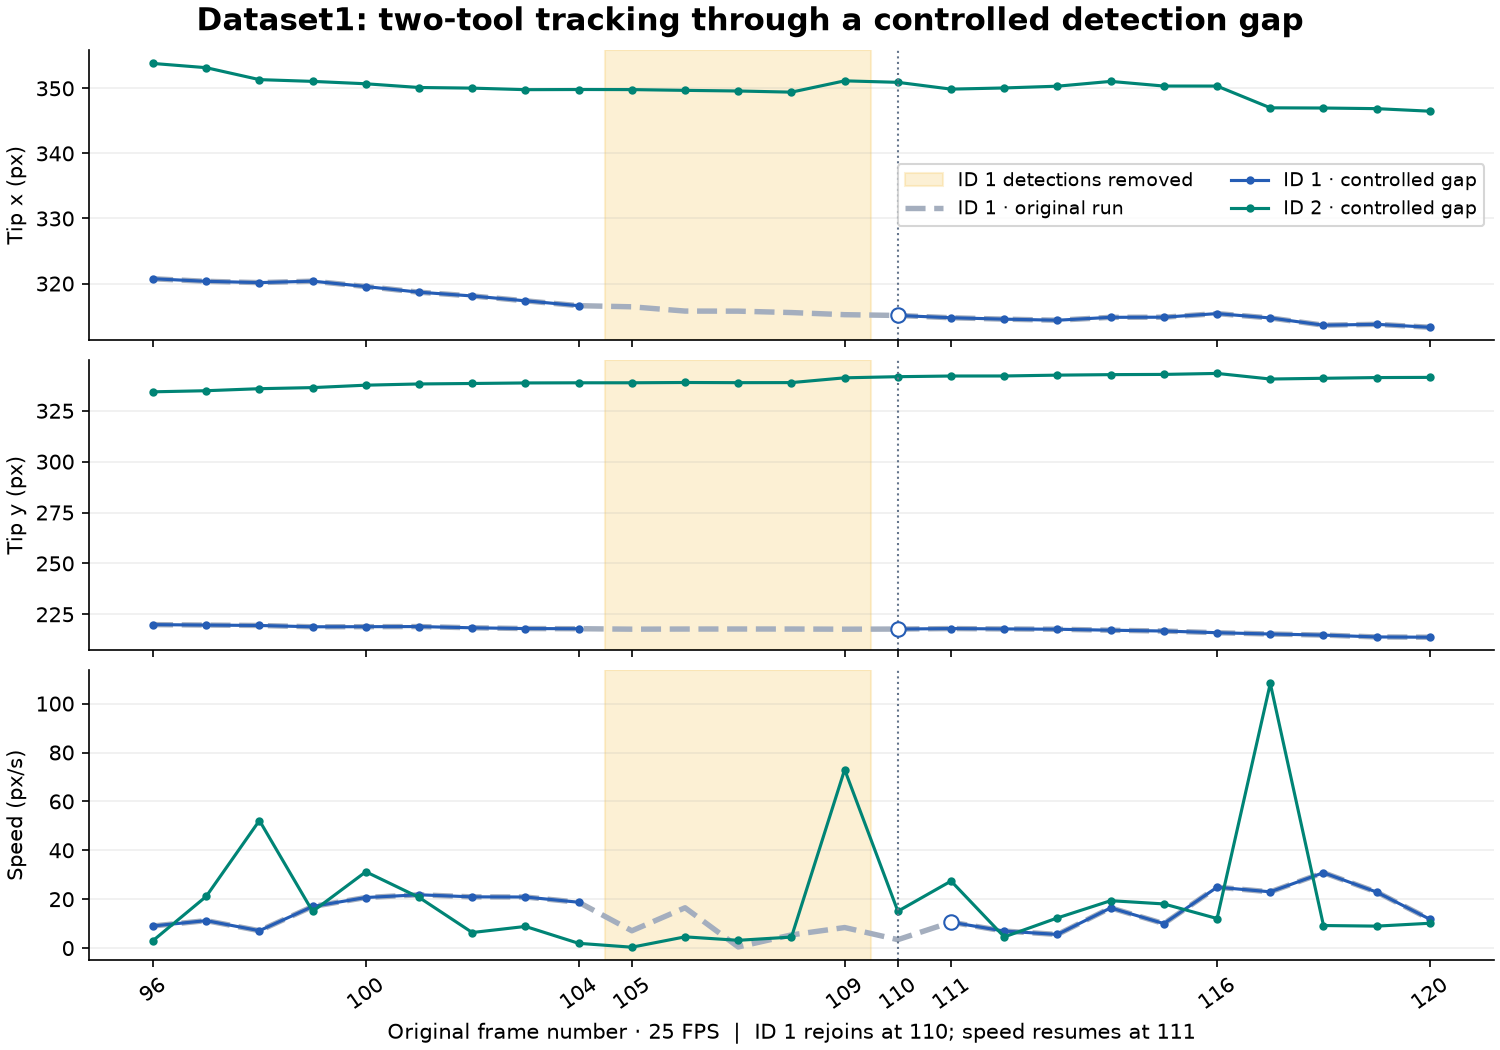 Dataset1: two-tool tracking through a controlled detection gap
Tip x (px)
350
340
330
320
ID 1 detections removed
ID 1 · original run
ID 1 · controlled gap
ID 2 · controlled gap
Tip y (px)
325
300
275
250
225
Speed (px/s)
100
80
60
40
20
0
96 100 104 105 109 110 111 116 120
Original frame number · 25 FPS | ID 1 rejoins at 110; speed resumes at 111